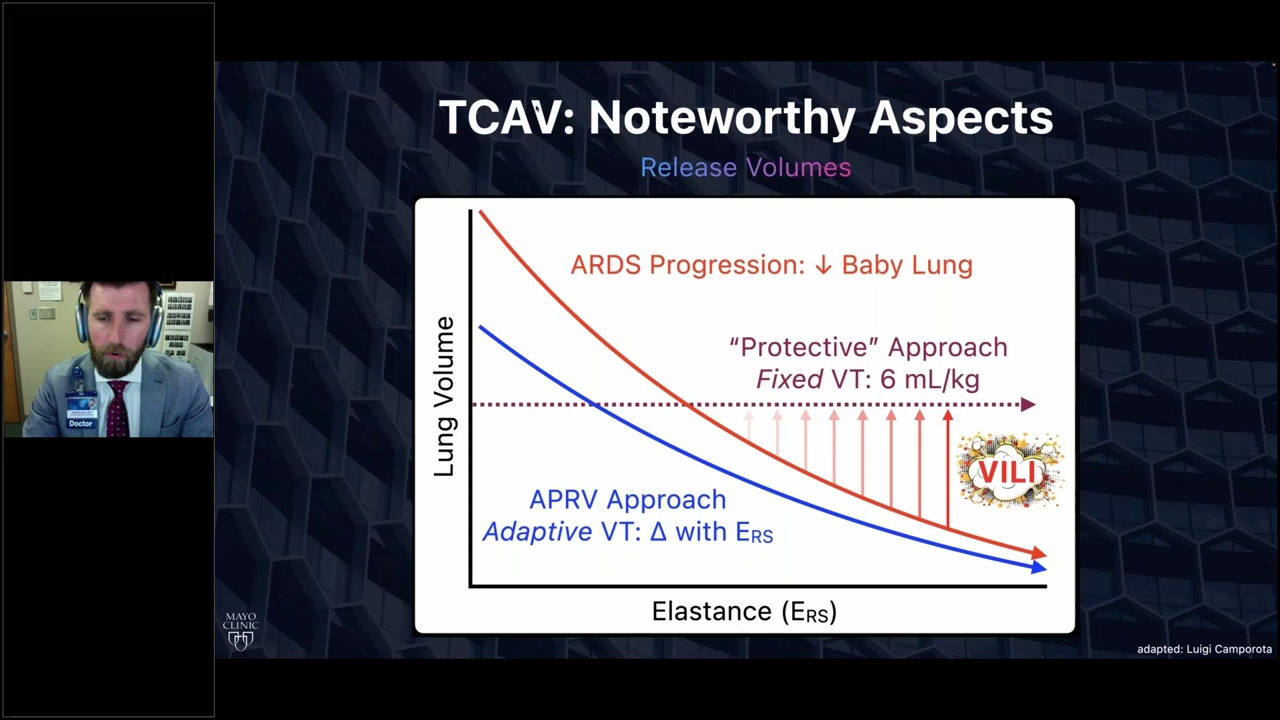 TCAV: Noteworthy Aspects
Release Volumes
ARDS Progression: ↓ Baby Lung
“Protective” Approach
Fixed VT: 6 mL/kg
Lung Volume
VILI
APRV Approach
Adaptive VT: Δ with ERS
Elastance (ERS)
Doctor
MAYO
CLINIC
adapted: Luigi Camporota